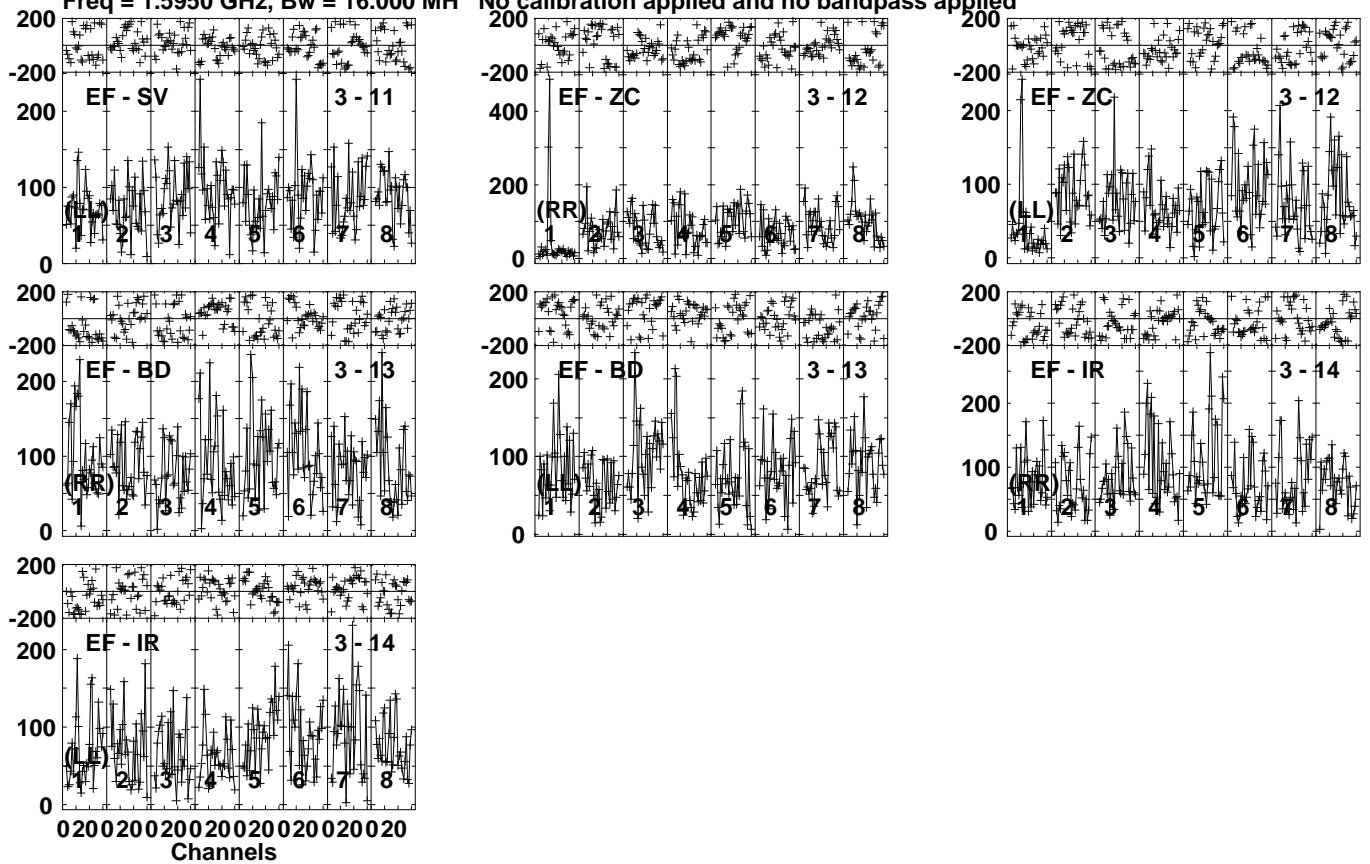 Freq = 1.5950 GHz, Bw = 16.000 MH No calibration applied and no bandpass applied
200 200 200
-200 -200 -200
EF - SV 3 - 11 EF - ZC 3 - 12 EF - ZC 3 - 12
200 400 200
100 200 100
(LL) (RR) (LL)
1 2 3 4 5 6 7 8 1 2 3 4 5 6 7 8 1 2 3 4 5 6 7 8
0 0 0
200 200 200
-200 -200 -200
EF - BD 3 - 13 EF - BD 3 - 13 EF - IR 3 - 14
200 200 200
100 100 100
(RR) (LL) (RR)
1 2 3 4 5 6 7 8 1 2 3 4 5 6 7 8 1 2 3 4 5 6 7 8
0 0 0
200
-200
EF - IR 3 - 14
200
100
(LL)
1 2 3 4 5 6 7 8
0
0 20 0 20 0 20 0 20 0 20 0 20 0 20 0 20
Channels